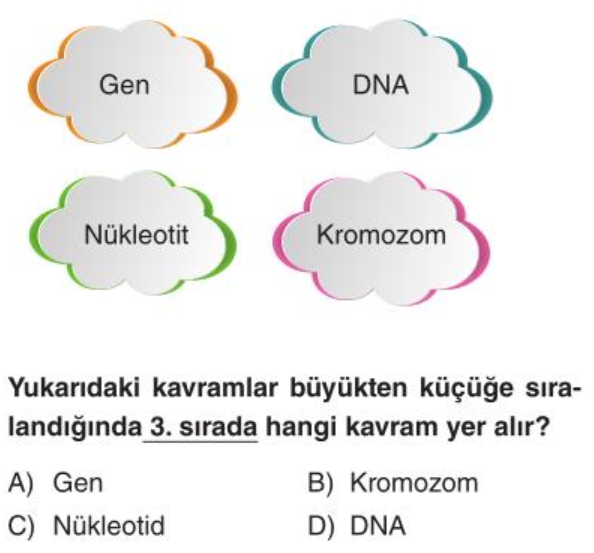 Gen
DNA
Nükleotit
Kromozom
Yukarıdaki kavramlar büyükten küçüğe sıra-
landığında 3. sırada hangi kavram yer alır?
A) Gen
B) Kromozom
C) Nükleotid
D) DNA